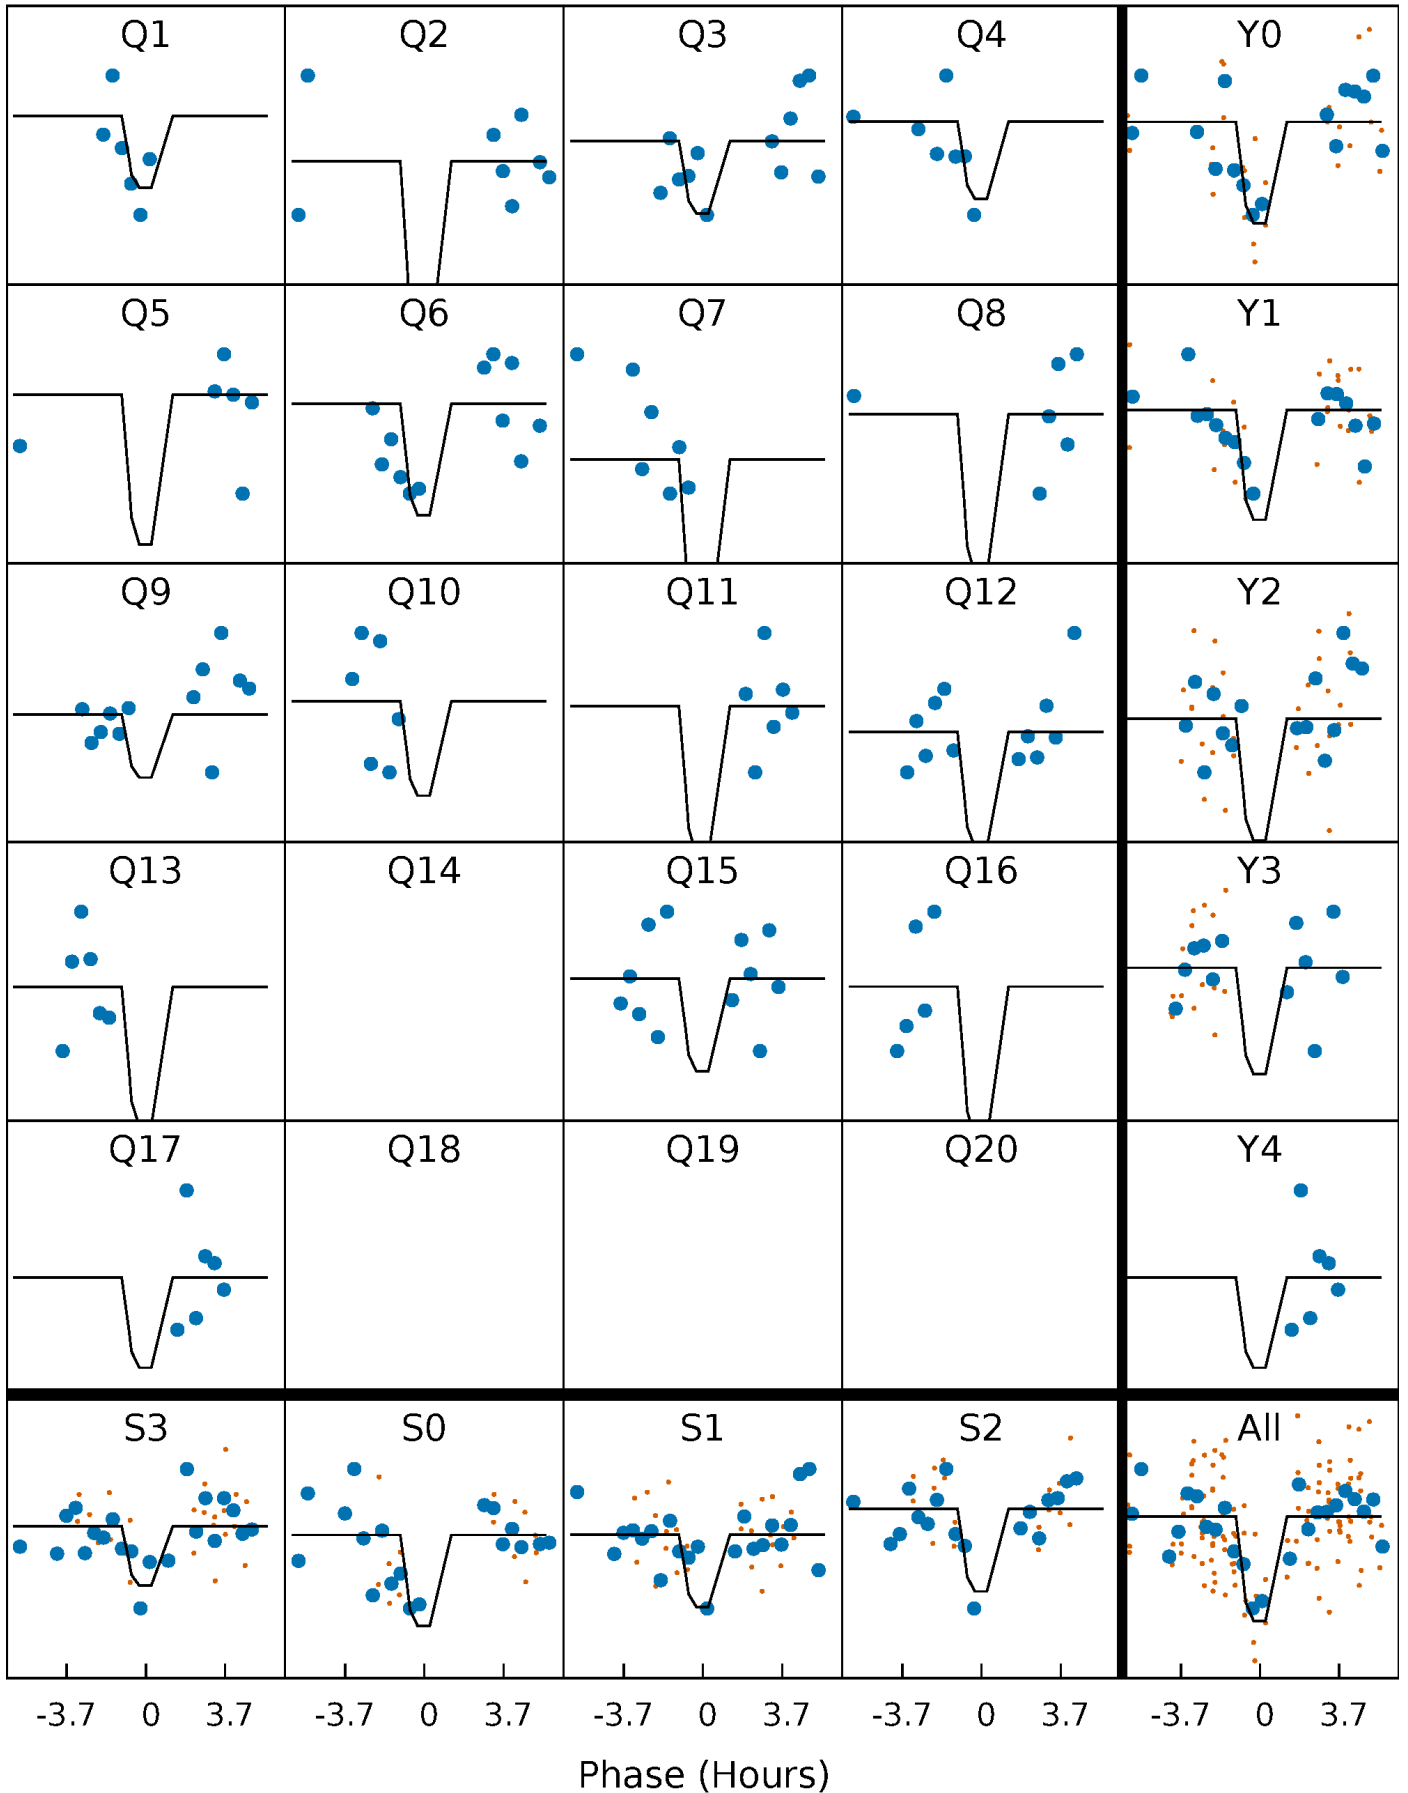 Q1 Q2 Q3 Q4 Y0
Q5 Q6 Q7 Q8 Y1
Q9 Q10 Q11 Q12 Y2
Q13 Q14 Q15 Q16 Y3
Q17 Q18 Q19 Q20 Y4
S3 S0 S1 S2 All
-3.7 0 3.7 -3.7 0 3.7 -3.7 0 3.7 -3.7 0 3.7 -3.7 0 3.7
Phase (Hours)